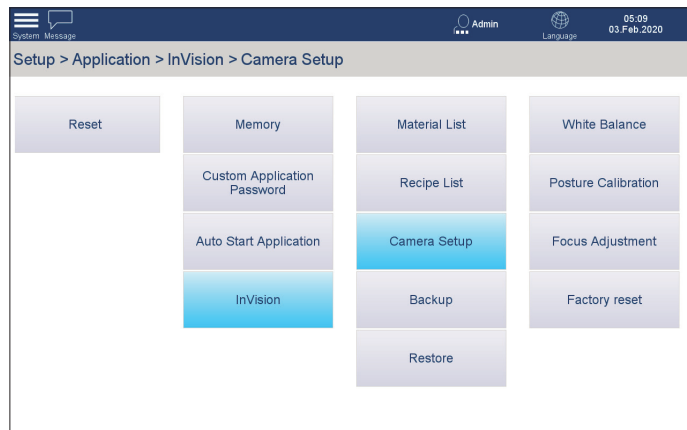 System Message
Admin
Language
05:09
03.Feb.2020
Setup > Application > InVision > Camera Setup
Reset
Memory
Material List
White Balance
Custom Application
Password
Recipe List
Posture Calibration
Auto Start Application
Camera Setup
Focus Adjustment
InVision
Backup
Factory reset
Restore